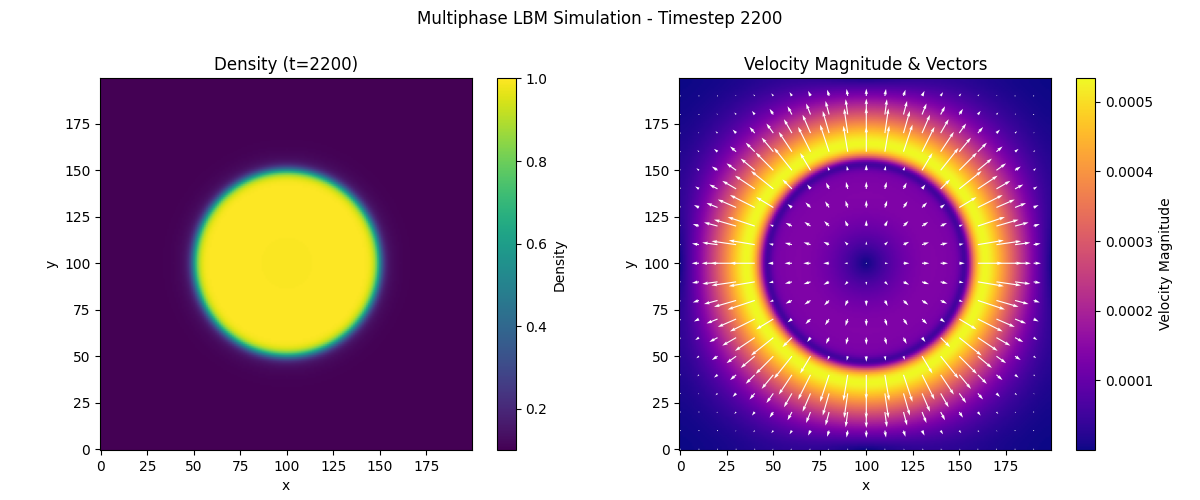 Multiphase LBM Simulation - Timestep 2200
Density (t=2200)
175
150
125
100
75
50
25
0
y
0 25 50 75 100 125 150 175
x
1.0
0.8
0.6
0.4
0.2
Density
Velocity Magnitude & Vectors
175
150
125
100
75
50
25
0
y
0 25 50 75 100 125 150 175
x
0.0005
0.0004
0.0003
0.0002
0.0001
Velocity Magnitude